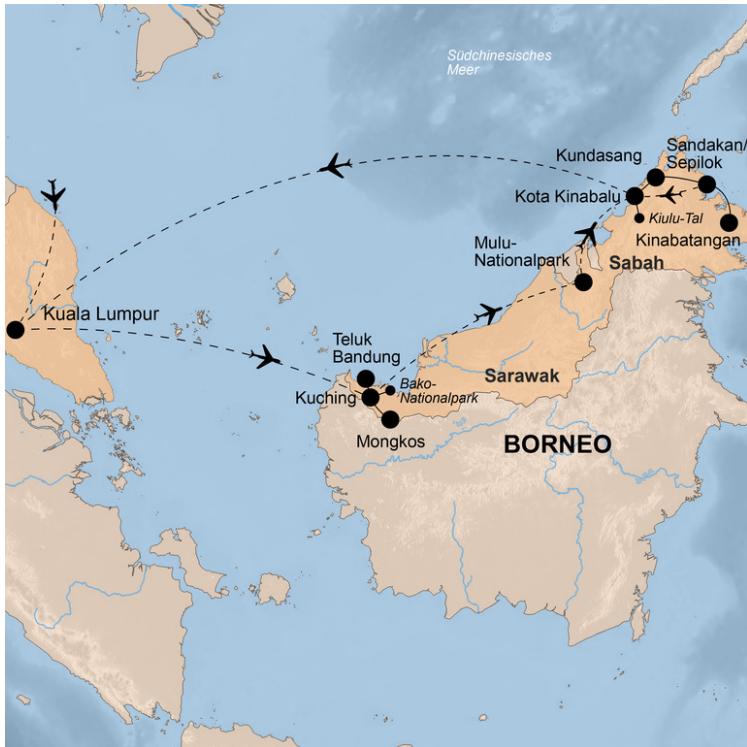 Südchinesisches
Meer
Kundasang
Sandakan/
Sepilok
Kota Kinabalu
Kiulu-Tal
Kinabatangan
Mulu-
Nationalpark
Sabah
Kuala Lumpur
Teluk
Bandung
Sarawak
Bako-
Nationalpark
Kuching
Mongkos
BORNEO